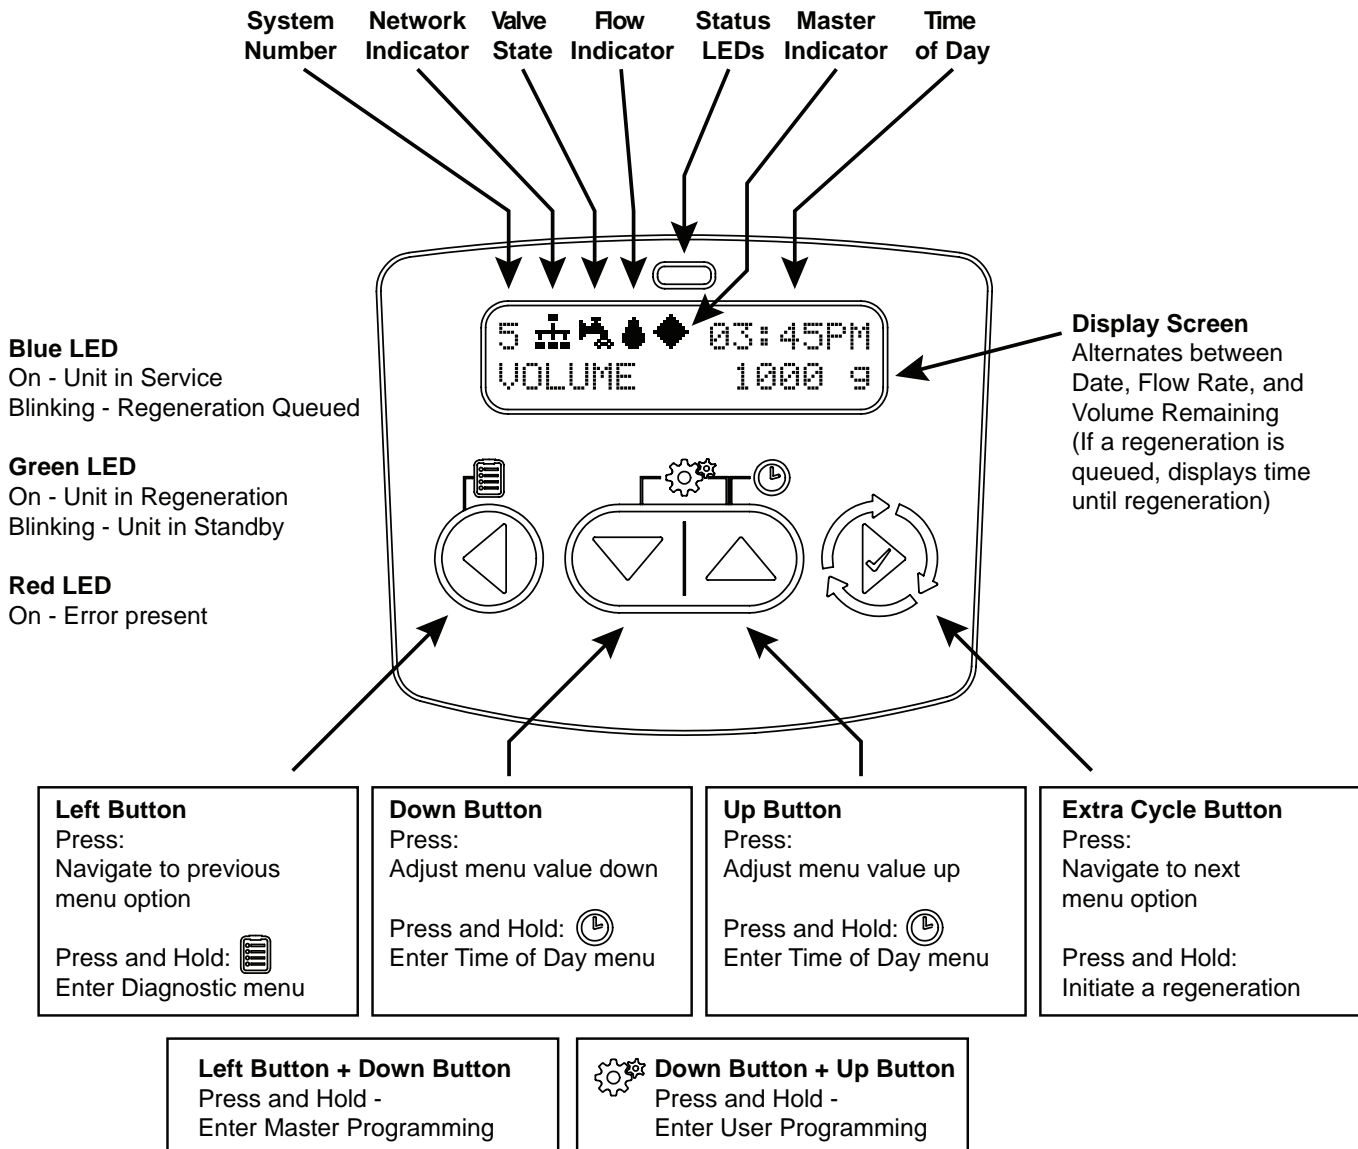 System Number
Network Indicator
Valve State
Flow Indicator
Status LEDs
Master Indicator
Time of Day
5 03:45PM
VOLUME 1000 g
Blue LED
On - Unit in Service
Blinking - Regeneration Queued
Green LED
On - Unit in Regeneration
Blinking - Unit in Standby
Red LED
On - Error present
Display Screen
Alternates between
Date, Flow Rate, and
Volume Remaining
(If a regeneration is
queued, displays time
until regeneration)
Left Button
Press:
Navigate to previous
menu option
Press and Hold:
Enter Diagnostic menu
Down Button
Press:
Adjust menu value down
Press and Hold:
Enter Time of Day menu
Up Button
Press:
Adjust menu value up
Press and Hold:
Enter Time of Day menu
Extra Cycle Button
Press:
Navigate to next
menu option
Press and Hold:
Initiate a regeneration
Left Button + Down Button
Press and Hold -
Enter Master Programming
Down Button + Up Button
Press and Hold -
Enter User Programming